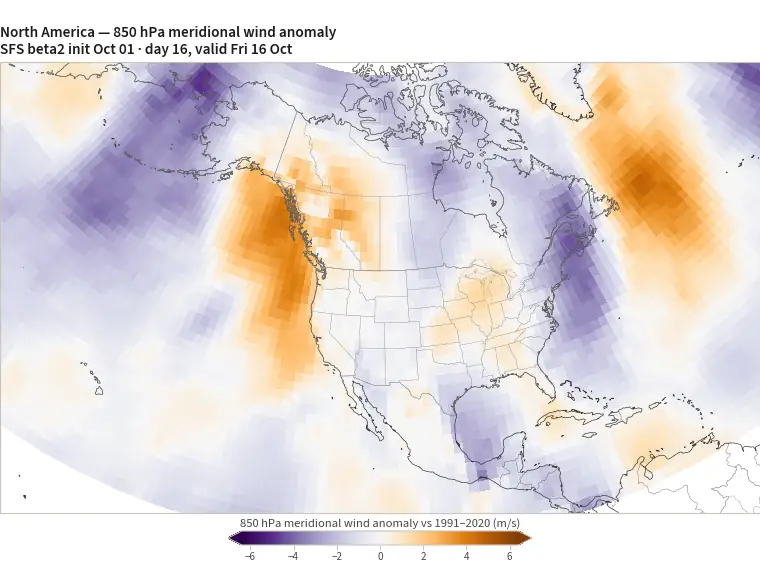 North America — 850 hPa meridional wind anomaly
SFS beta2 init Oct 01 · day 16, valid Fri 16 Oct
850 hPa meridional wind anomaly vs 1991–2020 (m/s)
−6 −4 −2 0 2 4 6